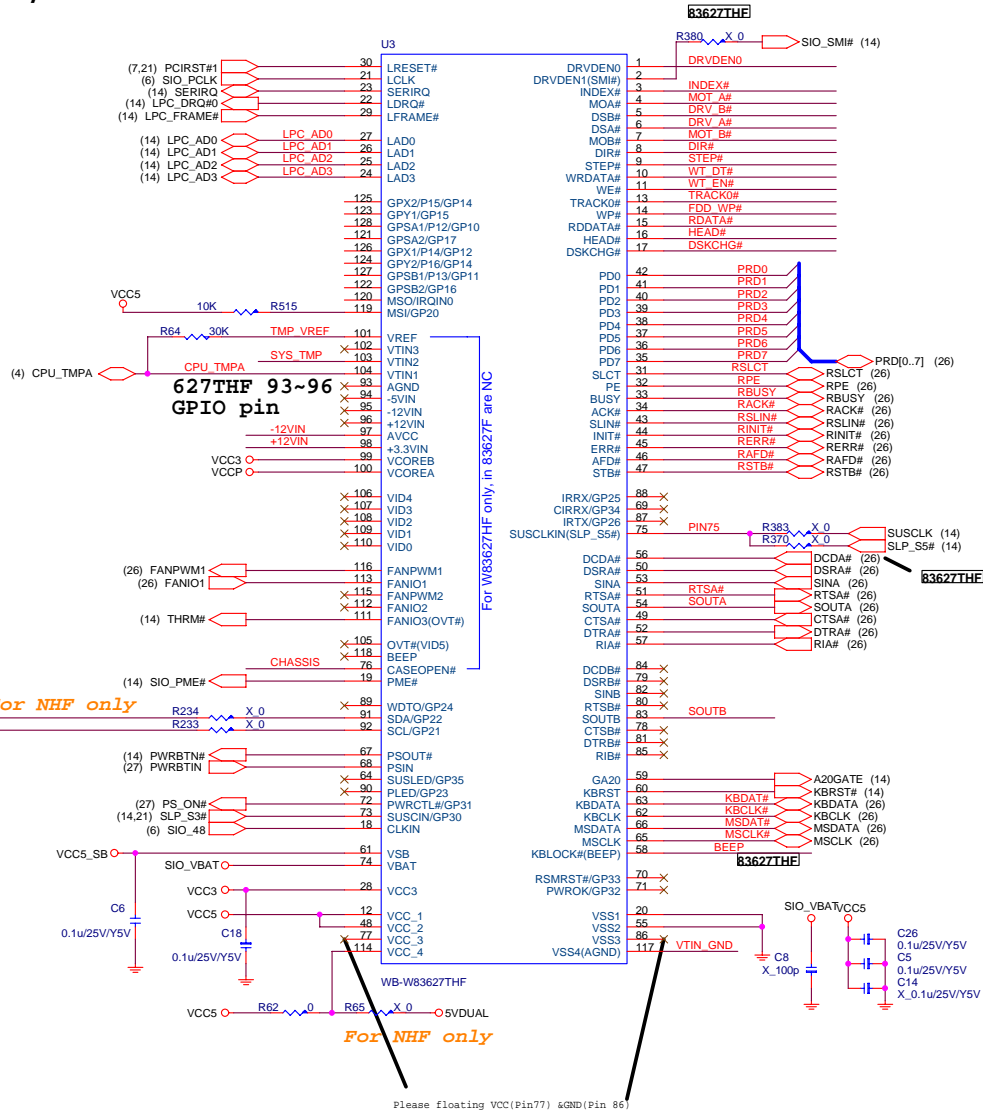 83627THF
R380 X_0 SIO_SMI# (14)
U3
(7,21) PCIRST#1 30 LRESET#
(6) SIO_PCLK 21 LCLK
(14) SERIRQ 23 SERIRQ
(14) LPC_DRQ#0 22 LDRQ#
(14) LPC_FRAME# 29 LFRAME#
(14) LPC_AD0 LPC_AD0 27 LAD0
(14) LPC_AD1 LPC_AD1 26 LAD1
(14) LPC_AD2 LPC_AD2 25 LAD2
(14) LPC_AD3 LPC_AD3 24 LAD3
125 GPX2/P15/GP14
123 GPY1/GP15
128 GPSA1/P12/GP10
121 GPSA2/GP17
126 GPX1/P14/GP12
124 GPY2/P16/GP14
127 GPSB1/P13/GP11
122 GPSB2/GP16
120 MSO/IRQIN0
VCC5 10K R515 119 MSI/GP20
R64 30K TMP_VREF 101 VREF
102 VTIN3
SYS_TMP 103 VTIN2
(4) CPU_TMPA CPU_TMPA 104 VTIN1
627THF 93~96
GPIO pin
93 AGND
94 -5VIN
95 -12VIN
96 +12VIN
-12VIN 97 AVCC
+12VIN 98 +3.3VIN
VCC3 99 VCOREB
VCCP 100 VCOREA
For W83627HF only, in 83627F are NC
106 VID4
107 VID3
108 VID2
109 VID1
110 VID0
(26) FANPWM1 116 FANPWM1
(26) FANIO1 113 FANIO1
115 FANPWM2
112 FANIO2
(14) THRM# 111 FANIO3(OVT#)
105 OVT#(VID5)
118 BEEP
CHASSIS 76 CASEOPEN#
(14) SIO_PME# 19 PME#
or NHF only
89 WDTO/GP24
R234 X_0 91 SDA/GP22
R233 X_0 92 SCL/GP21
(14) PWRBTN# 67 PSOUT#
(27) PWRBTIN 68 PSIN
64 SUSLED/GP35
90 PLED/GP23
(27) PS_ON# 72 PWRCTL#/GP31
(14,21) SLP_S3# 73 SUSCIN/GP30
(6) SIO_48 18 CLKIN
VCC5_SB 61 VSB
SIO_VBAT 74 VBAT
VCC3 28 VCC3
VCC5 12 VCC_1
48 VCC_2
77 VCC_3
114 VCC_4
C6
0.1u/25V/Y5V
C18
0.1u/25V/Y5V
WB-W83627THF
VCC5 R62 0 R65 X_0 5VDUAL
For NHF only
DRVDEN0 1 DRVDEN0
DRVDEN1(SMI#) 2
INDEX# 3 INDEX#
MOA# 4 MOT_A#
DSB# 5 DRV_B#
DSA# 6 DRV_A#
MOB# 7 MOT_B#
DIR# 8 DIR#
STEP# 9 STEP#
WRDATA# 10 WT_DT#
WE# 11 WT_EN#
TRACK0# 13 TRACK0#
WP# 14 FDD_WP#
RDDATA# 15 RDATA#
HEAD# 16 HEAD#
DSKCHG# 17 DSKCHG#
PD0 42 PRD0
PD1 41 PRD1
PD2 40 PRD2
PD3 39 PRD3
PD4 38 PRD4
PD5 37 PRD5
PD6 36 PRD6
PD7 35 PRD7 PRD[0..7] (26)
SLCT 31 RSLCT RSLCT (26)
PE 32 RPE RPE (26)
BUSY 33 RBUSY RBUSY (26)
ACK# 34 RACK# RACK# (26)
SLIN# 43 RSLIN# RSLIN# (26)
INIT# 44 RINIT# RINIT# (26)
ERR# 45 RERR# RERR# (26)
AFD# 46 RAFD# RAFD# (26)
STB# 47 RSTB# RSTB# (26)
IRRX/GP25 88
CIRRX/GP34 69
IRTX/GP26 87
SUSCLKIN(SLP_S5#) 75 PIN75 R383 X_0 SUSCLK (14)
R370 X_0 SLP_S5# (14)
83627THF
DCDA# 56 DCDA# (26)
DSRA# 50 DSRA# (26)
SINA 53 SINA (26)
RTSA# 51 RTSA# RTSA# (26)
SOUTA 54 SOUTA SOUTA (26)
CTSA# 49 CTSA# (26)
DTRA# 52 DTRA# (26)
RIA# 57 RIA# (26)
DCDB# 84
DSRB# 79
SINB 82
RTSB# 80
SOUTB 83 SOUTB
CTSB# 78
DTRB# 81
RIB# 85
GA20 59 A20GATE (14)
KBRST 60 KBRST# (14)
KBDATA 63 KBDAT# KBDATA (26)
KBCLK 62 KBCLK# KBCLK (26)
MSDATA 66 MSDAT# MSDATA (26)
MSCLK 65 MSCLK# MSCLK (26)
KBLOCK#(BEEP) 58 BEEP
83627THF
RSMRST#/GP33 70
PWROK/GP32 71
VSS1 20
VSS2 55
VSS3 86
VSS4(AGND) 117 VTIN_GND
SIO_VBAT VCC5
C8
X_100p
C26
0.1u/25V/Y5V
C5
0.1u/25V/Y5V
C14
X_0.1u/25V/Y5V
Please floating VCC(Pin77) &GND(Pin 86)